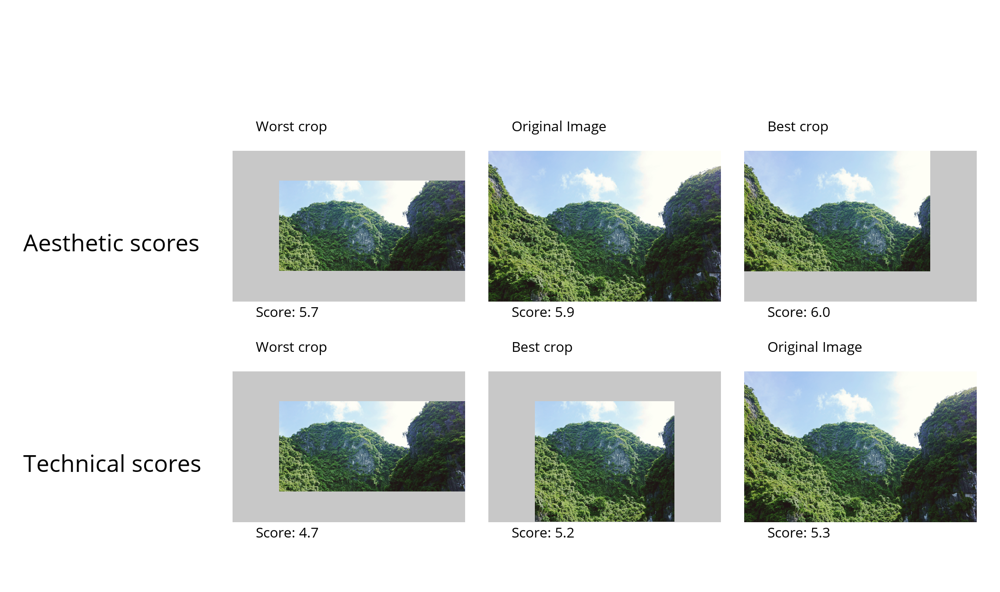 Worst crop
Original Image
Best crop
Aesthetic scores
Score: 5.7
Score: 5.9
Score: 6.0
Worst crop
Best crop
Original Image
Technical scores
Score: 4.7
Score: 5.2
Score: 5.3